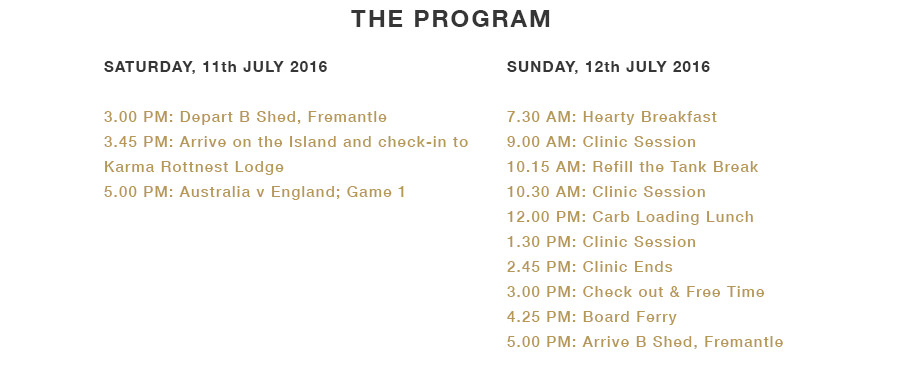 THE PROGRAM
SATURDAY, 11th JULY 2016
3.00 PM: Depart B Shed, Fremantle
3.45 PM: Arrive on the Island and check-in to
Karma Rottnest Lodge
5.00 PM: Australia v England; Game 1
SUNDAY, 12th JULY 2016
7.30 AM: Hearty Breakfast
9.00 AM: Clinic Session
10.15 AM: Refill the Tank Break
10.30 AM: Clinic Session
12.00 PM: Carb Loading Lunch
1.30 PM: Clinic Session
2.45 PM: Clinic Ends
3.00 PM: Check out & Free Time
4.25 PM: Board Ferry
5.00 PM: Arrive B Shed, Fremantle